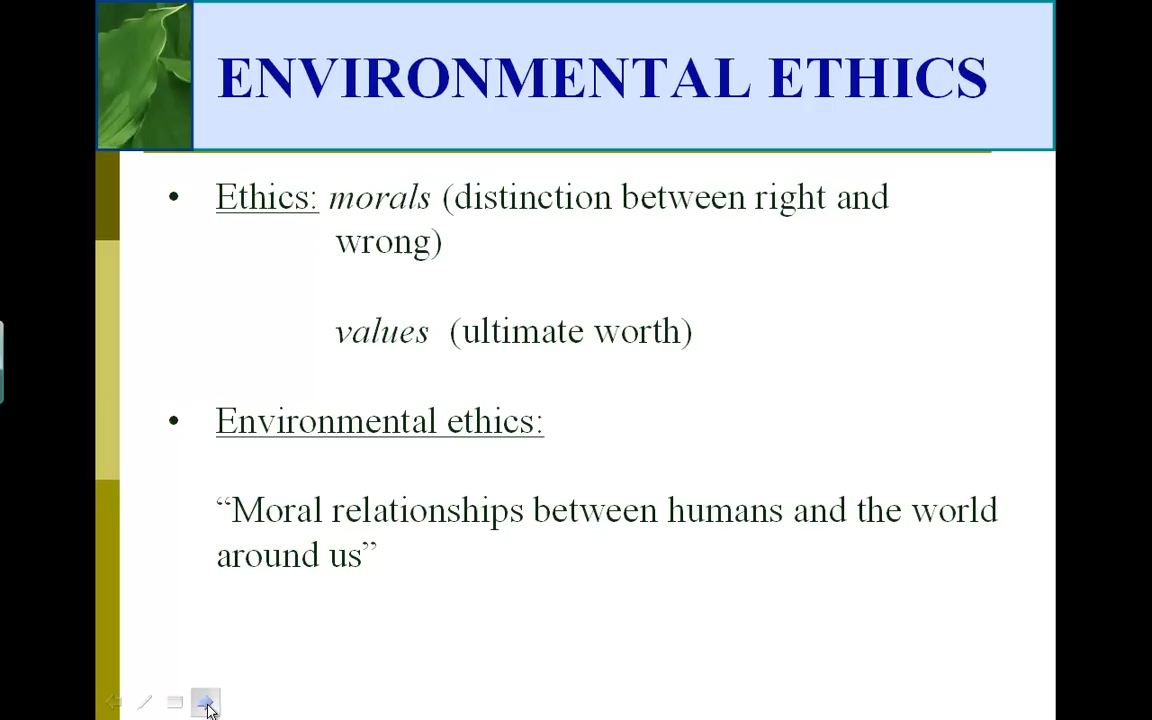 ENVIRONMENTAL ETHICS
• Ethics: morals (distinction between right and
wrong)
values (ultimate worth)
• Environmental ethics:
“Moral relationships between humans and the world
around us”